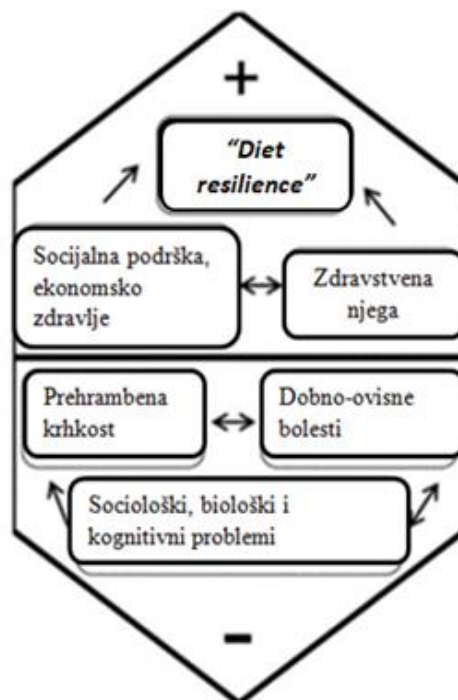 +
“Diet
resilience”
Socijalna podrška,
ekonomsko
zdravlje
Zdravstvena
njega
Prehrambena
krhkost
Dobno-ovisne
bolesti
Sociološki, biološki i
kognitivni problemi
-